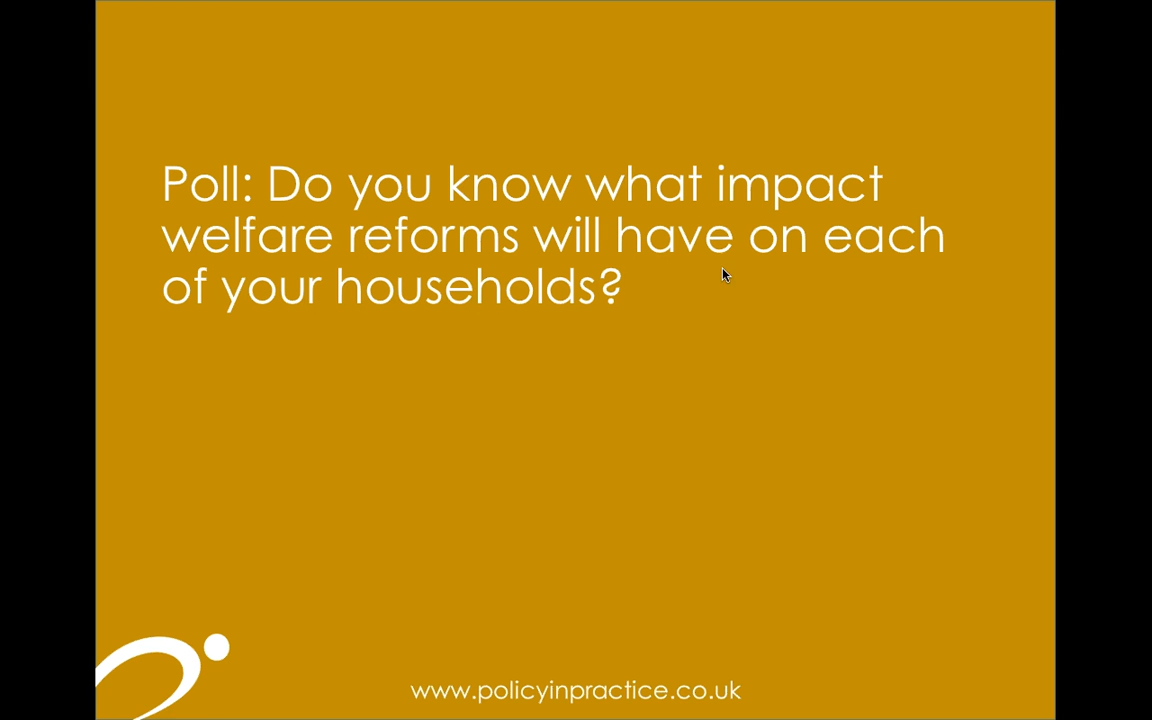 Poll: Do you know what impact
welfare reforms will have on each
of your households?
www.policyinpractice.co.uk